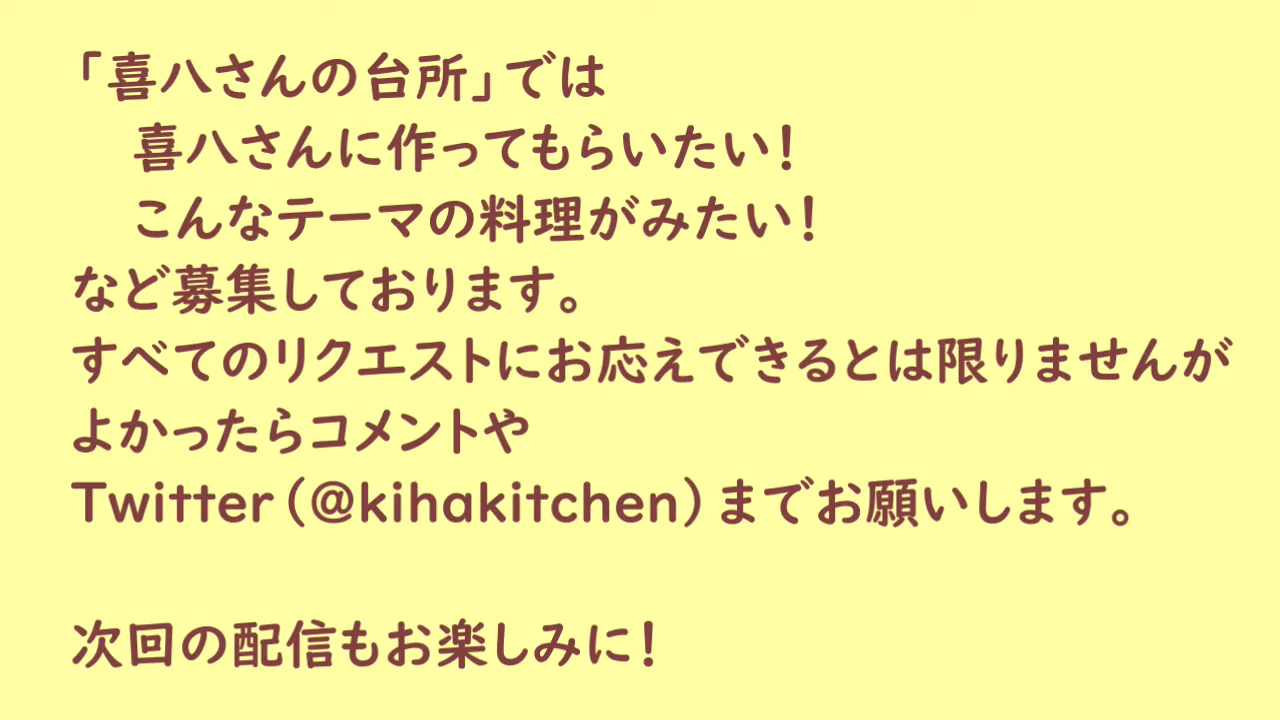 「喜八さんの台所」では
喜八さんに作ってもらいたい！
こんなテーマの料理がみたい！
など募集しております。
すべてのリクエストにお応えできるとは限りませんが
よかったらコメントや
Twitter（@kihakitchen）までお願いします。
次回の配信もお楽しみに！